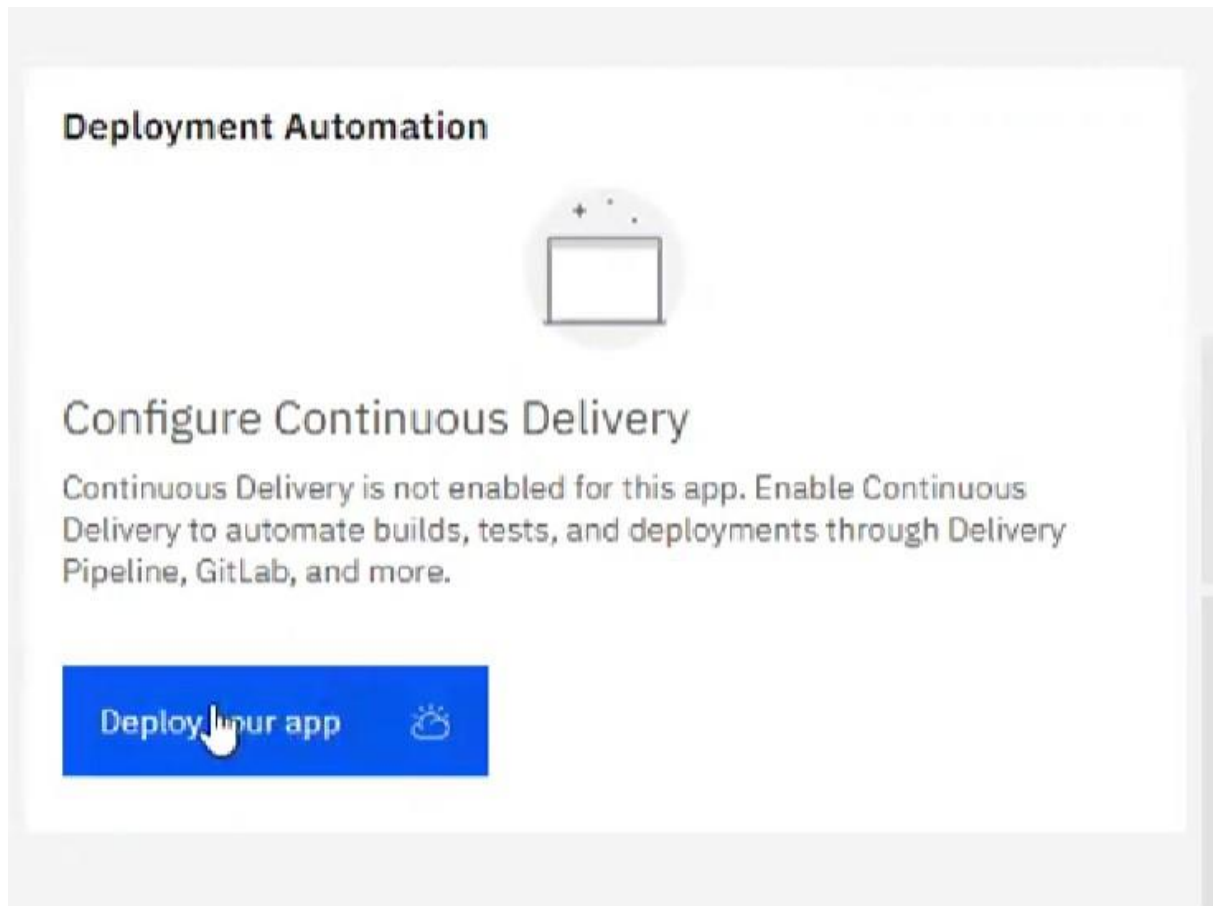 Deployment Automation
Configure Continuous Delivery
Continuous Delivery is not enabled for this app. Enable Continuous
Delivery to automate builds, tests, and deployments through Delivery
Pipeline, GitLab, and more.
Deploy your app